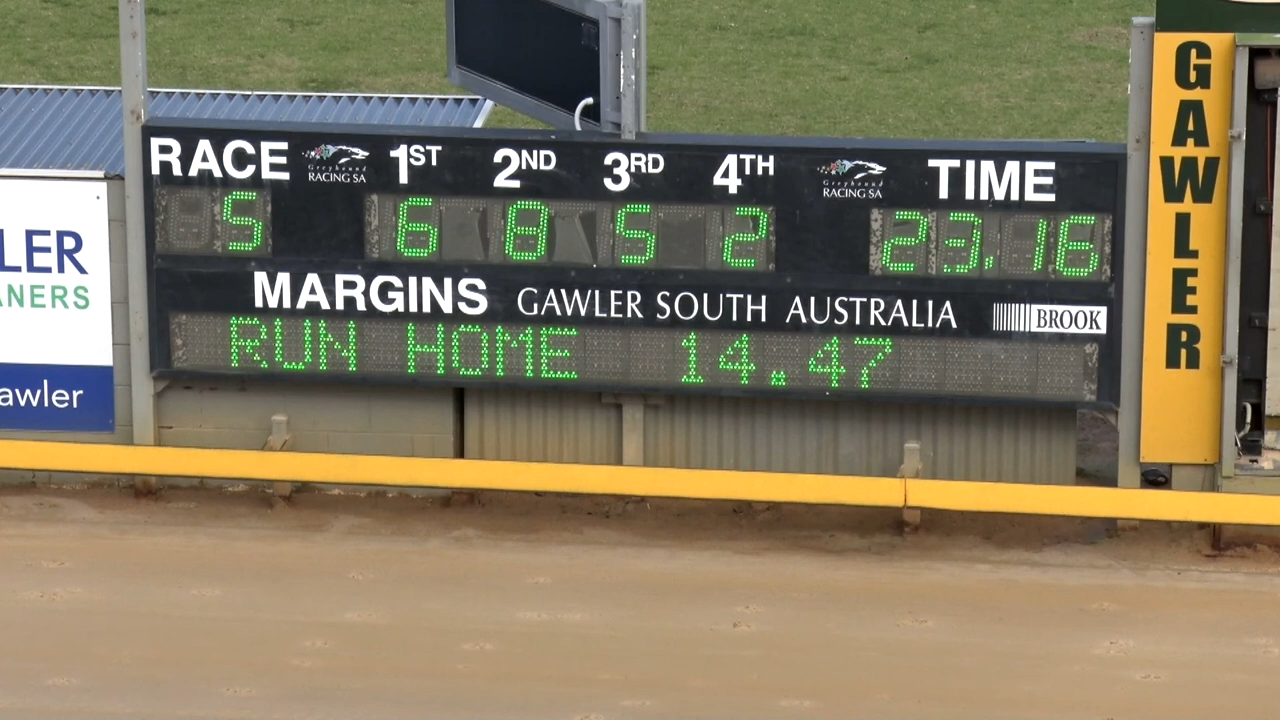 GAWLER
RACE
Greyhound
RACING SA
1ST 2ND 3RD 4TH
Greyhound
RACING SA
TIME
5 6 8 5 2 23.16
MARGINS GAWLER SOUTH AUSTRALIA BROOK
RUN HOME 14.47
LER
ANERS
awler